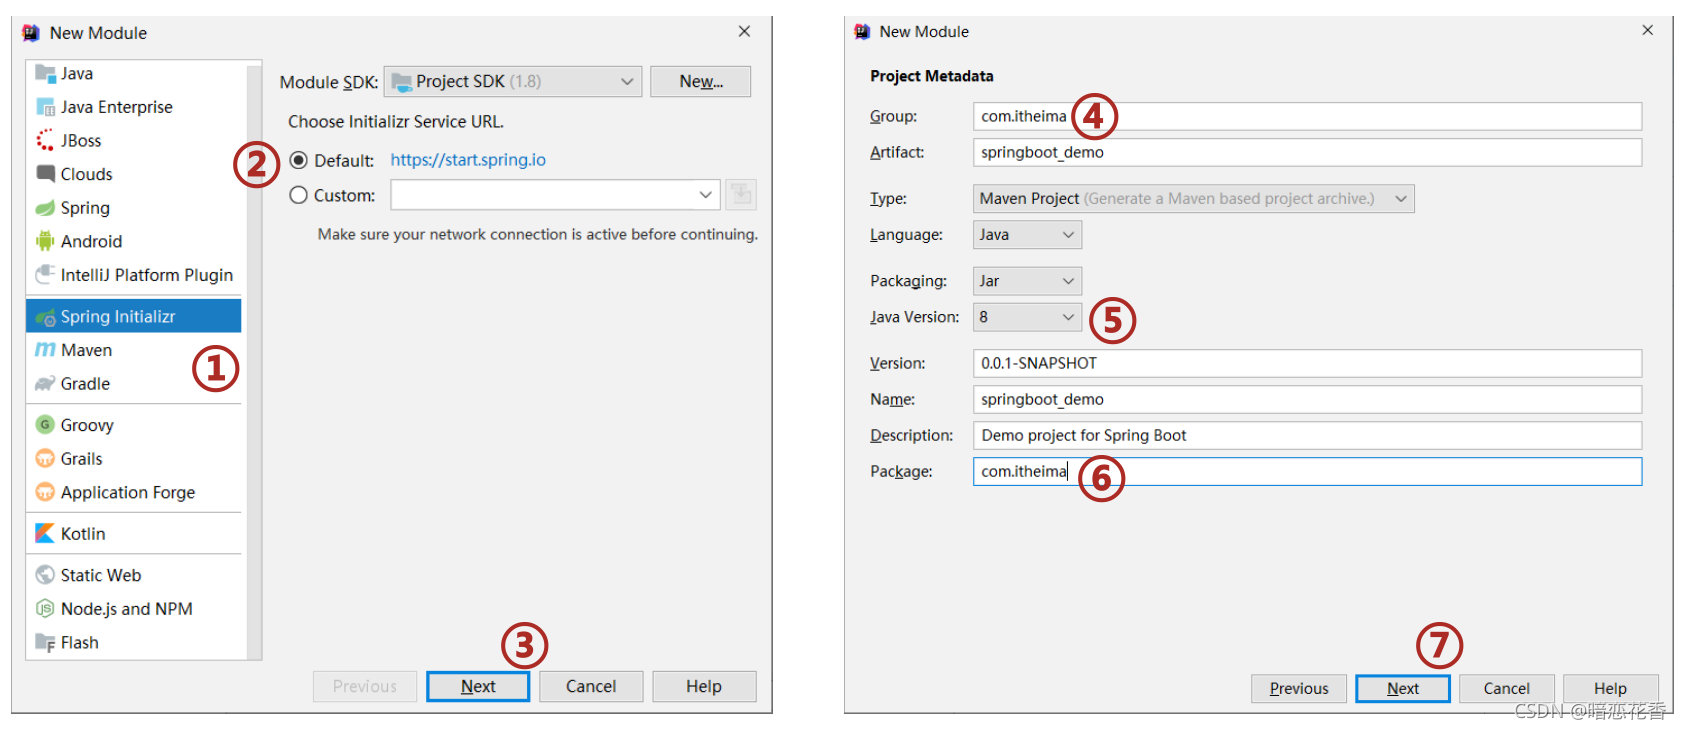 New Module
Java
Java Enterprise
JBoss
Clouds
Spring
Android
IntelliJ Platform Plugin
Spring Initializr
Maven
Gradle
Groovy
Grails
Application Forge
Kotlin
Static Web
Node.js and NPM
Flash
①
Module SDK: Project SDK (1.8) New...
Choose Initializr Service URL.
② Default: https://start.spring.io
Custom:
Make sure your network connection is active before continuing.
③
Previous Next Cancel Help
New Module
Project Metadata
Group: com.itheima ④
Artifact: springboot_demo
Type: Maven Project (Generate a Maven based project archive.)
Language: Java
Packaging: Jar
Java Version: 8 ⑤
Version: 0.0.1-SNAPSHOT
Name: springboot_demo
Description: Demo project for Spring Boot
Package: com.itheima ⑥
⑦
Previous Next Cancel Help
CSDN @暗恋花香